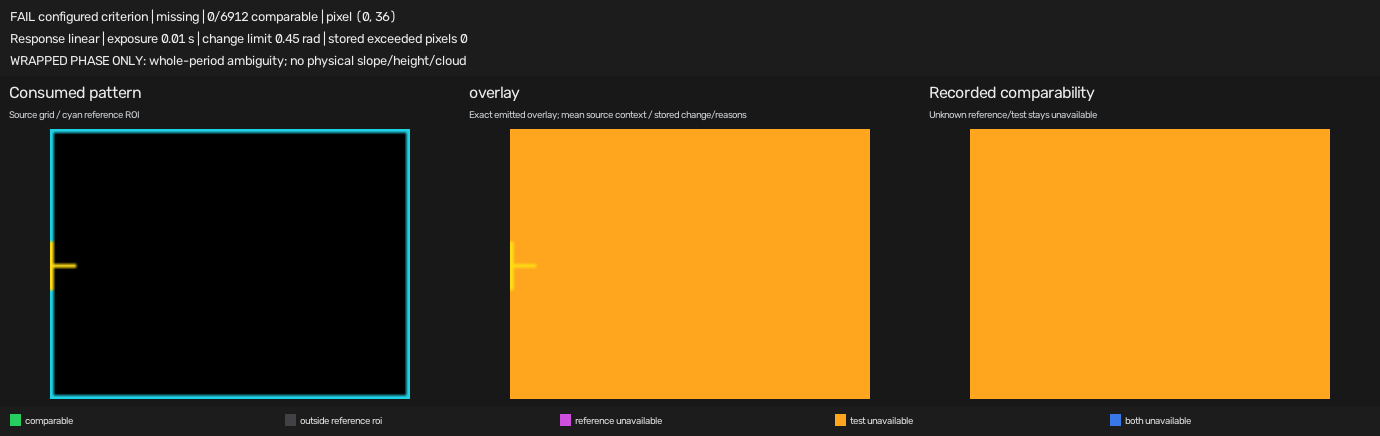 FAIL configured criterion | missing | 0/6912 comparable | pixel (0, 36)
Response linear | exposure 0.01 s | change limit 0.45 rad | stored exceeded pixels 0
WRAPPED PHASE ONLY: whole-period ambiguity; no physical slope/height/cloud
Consumed pattern
Source grid / cyan reference ROI
overlay
Exact emitted overlay; mean source context / stored change/reasons
Recorded comparability
Unknown reference/test stays unavailable
comparable
outside reference roi
reference unavailable
test unavailable
both unavailable